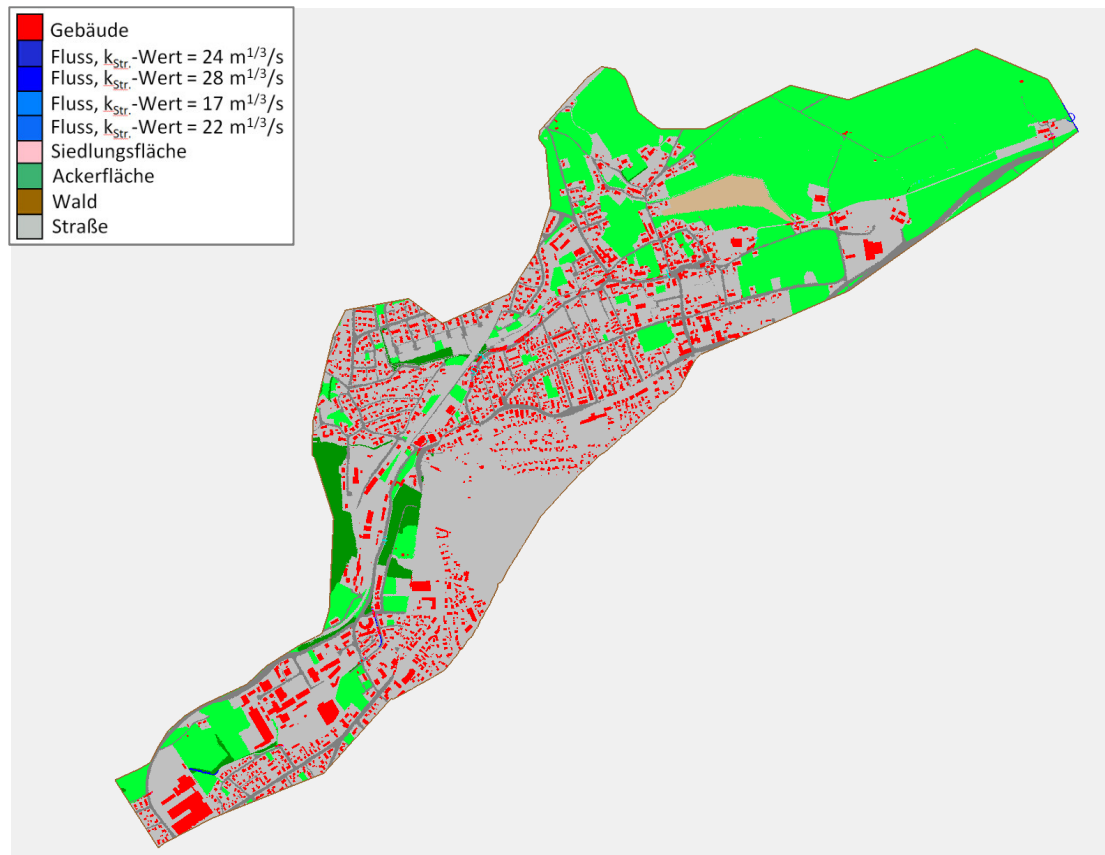 Gebäude
Fluss, kStr.-Wert = 24 m1/3/s
Fluss, kStr.-Wert = 28 m1/3/s
Fluss, kStr.-Wert = 17 m1/3/s
Fluss, kStr.-Wert = 22 m1/3/s
Siedlungsfläche
Ackerfläche
Wald
Straße